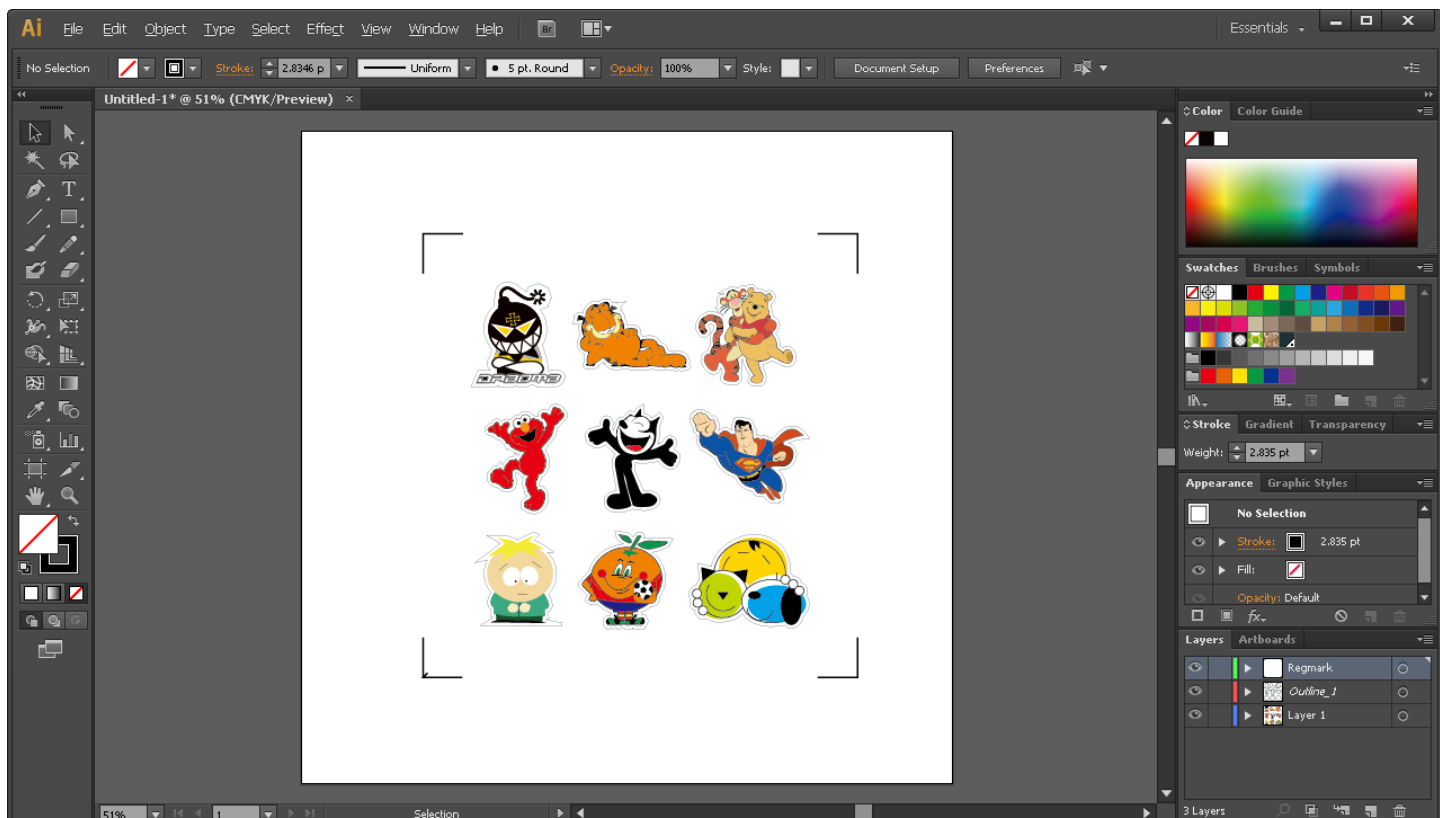 Ai File Edit Object Type Select Effect View Window Help Br Essentials
No Selection Stroke: 2.8346 p Uniform 5 pt. Round Opacity: 100% Style: Document Setup Preferences
Untitled-1* @ 51% (CMYK/Preview) ×
Color Color Guide
Swatches Brushes Symbols
Stroke Gradient Transparency
Weight: 2.835 pt
Appearance Graphic Styles
No Selection
Stroke: 2.835 pt
Fill:
Opacity: Default
fx
Layers Artboards
Regmark
Outline_1
Layer 1
3 Layers
51% 1 Selection